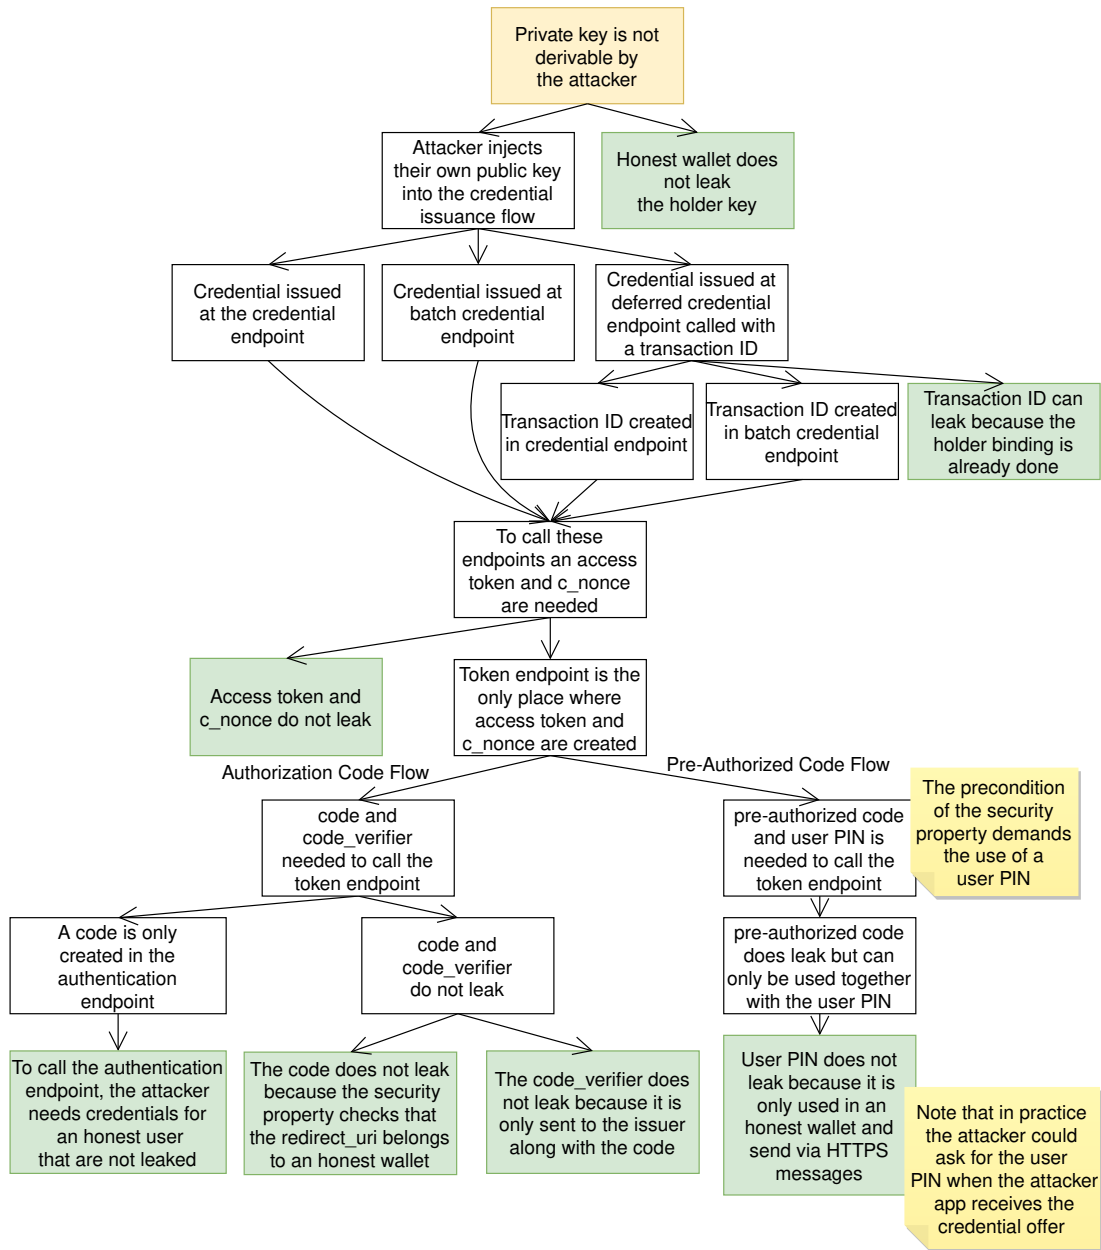 Private key is not
derivable by
the attacker
Attacker injects
their own public key
into the credential
issuance flow
Honest wallet does
not leak
the holder key
Credential issued
at the credential
endpoint
Credential issued at
batch credential
endpoint
Credential issued at
deferred credential
endpoint called with
a transaction ID
Transaction ID created
in credential endpoint
Transaction ID created
in batch credential
endpoint
Transaction ID can
leak because the
holder binding is
already done
To call these
endpoints an access
token and c_nonce
are needed
Access token and
c_nonce do not leak
Token endpoint is the
only place where
access token and
c_nonce are created
Authorization Code Flow
Pre-Authorized Code Flow
code and
code_verifier
needed to call the
token endpoint
pre-authorized code
and user PIN is
needed to call the
token endpoint
The precondition
of the security
property demands
the use of a
user PIN
A code is only
created in the
authentication
endpoint
code and
code_verifier
do not leak
pre-authorized code
does leak but can
only be used together
with the user PIN
To call the authentication
endpoint, the attacker
needs credentials for
an honest user
that are not leaked
The code does not leak
because the security
property checks that
the redirect_uri belongs
to an honest wallet
The code_verifier does
not leak because it is
only sent to the issuer
along with the code
User PIN does not
leak because it is
only used in an
honest wallet and
send via HTTPS
messages
Note that in practice
the attacker could
ask for the user
PIN when the attacker
app receives the
credential offer